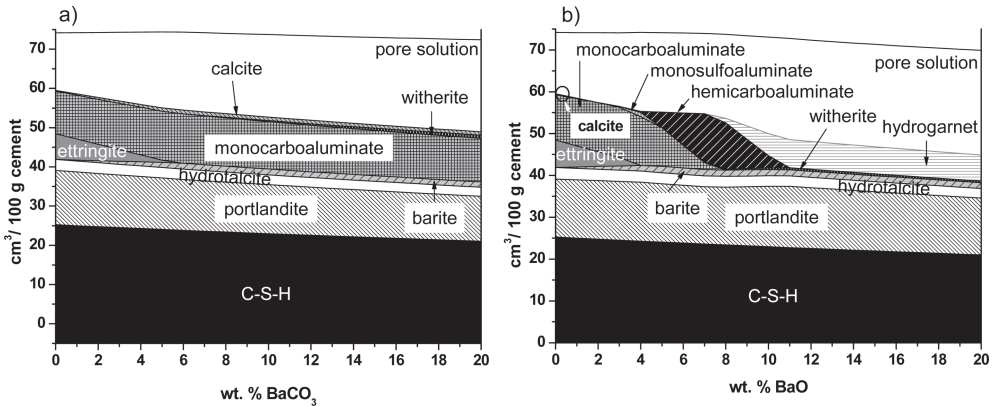 a)
cm³/ 100 g cement
70
60
50
40
30
20
10
0
pore solution
calcite
witherite
monocarboaluminate
ettringite
hydrotalcite
portlandite
barite
C-S-H
0 2 4 6 8 10 12 14 16 18 20
wt. % BaCO₃
b)
cm³/ 100 g cement
70
60
50
40
30
20
10
0
monocarboaluminate
pore solution
monosulfoaluminate
hemicarboaluminate
witherite
calcite
hydrogarnet
ettringite
hydrotalcite
barite
portlandite
C-S-H
0 2 4 6 8 10 12 14 16 18 20
wt. % BaO